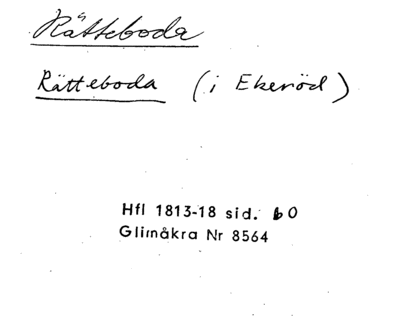 Rätteboda
Rätteboda (i Ekeröd)
Hfl 1813-18 sid. 60
Glimåkra Nr 8564